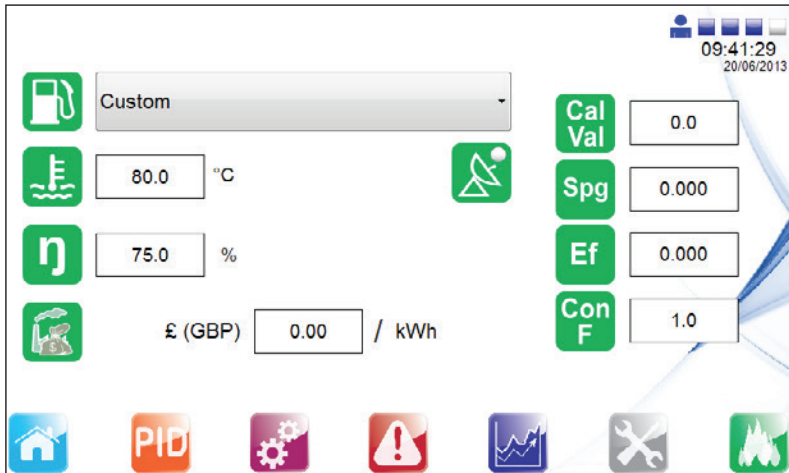 09:41:29
20/06/2013
Custom
Cal
Val
0.0
80.0 °C
Spg
0.000
η
75.0 %
Ef
0.000
£ (GBP) 0.00 / kWh
$
Con
F
1.0
PID